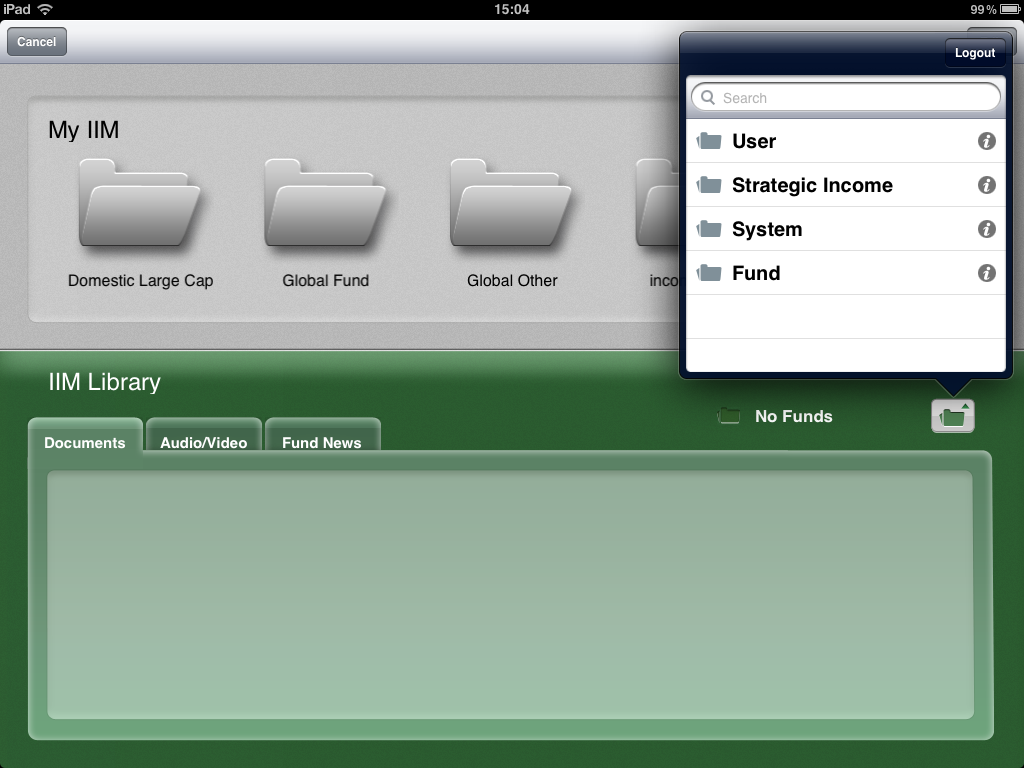 iPad 15:04 99%
Cancel
Logout
Search
My IIM
User
Strategic Income
System
Fund
Domestic Large Cap
Global Fund
Global Other
IIM Library
No Funds
Documents
Audio/Video
Fund News